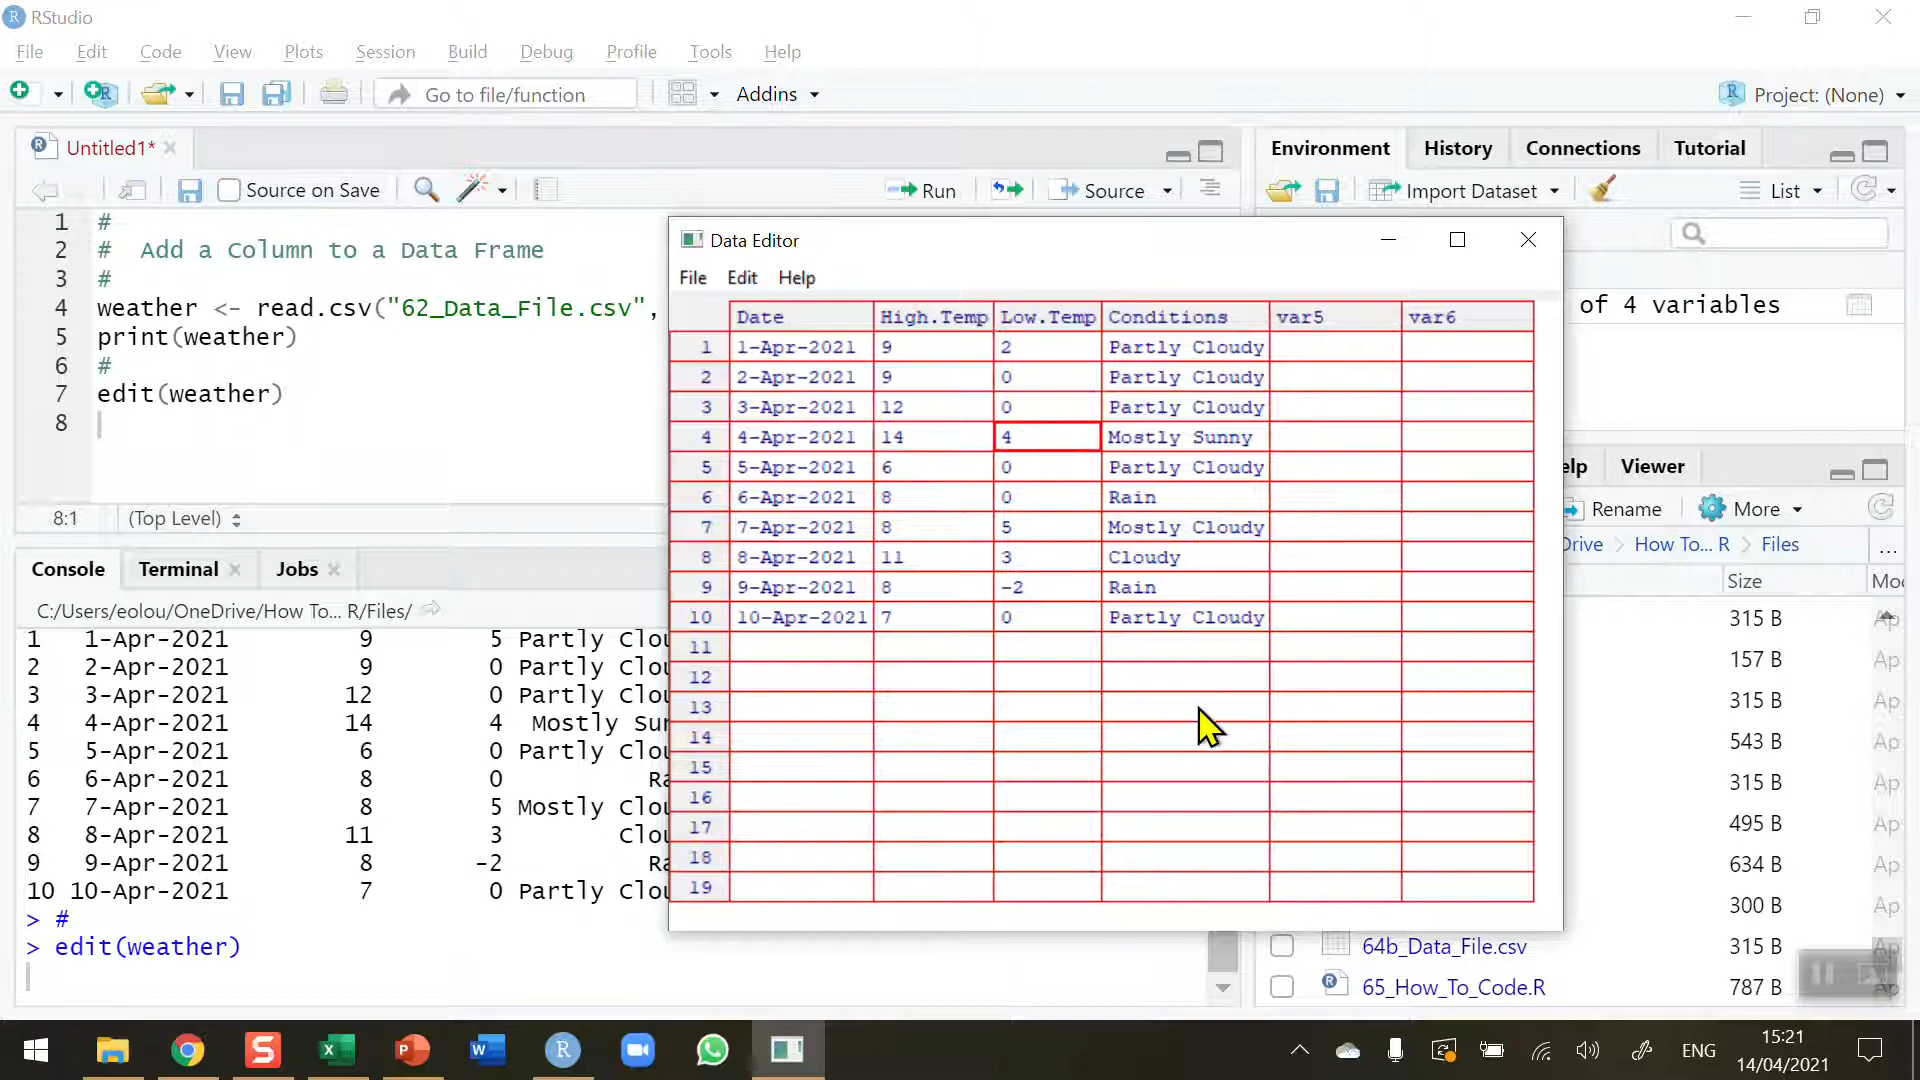 RStudio
File Edit Code View Plots Session Build Debug Profile Tools Help
Go to file/function Addins Project: (None)
Untitled1*
Source on Save Run Source
1 #
2 #  Add a Column to a Data Frame
3 #
4 weather <- read.csv("62_Data_File.csv",
5 print(weather)
6 #
7 edit(weather)
8
8:1 (Top Level)
Console Terminal Jobs
C:/Users/eolou/OneDrive/How To... R/Files/
1 1-Apr-2021 9 5 Partly Clou
2 2-Apr-2021 9 0 Partly Clou
3 3-Apr-2021 12 0 Partly Clou
4 4-Apr-2021 14 4 Mostly Sun
5 5-Apr-2021 6 0 Partly Clou
6 6-Apr-2021 8 0 Ra
7 7-Apr-2021 8 5 Mostly Clou
8 8-Apr-2021 11 3 Clou
9 9-Apr-2021 8 -2 Ra
10 10-Apr-2021 7 0 Partly Clou
> #
> edit(weather)
Data Editor
File Edit Help
Date High.Temp Low.Temp Conditions var5 var6
1 1-Apr-2021 9 2 Partly Cloudy
2 2-Apr-2021 9 0 Partly Cloudy
3 3-Apr-2021 12 0 Partly Cloudy
4 4-Apr-2021 14 4 Mostly Sunny
5 5-Apr-2021 6 0 Partly Cloudy
6 6-Apr-2021 8 0 Rain
7 7-Apr-2021 8 5 Mostly Cloudy
8 8-Apr-2021 11 3 Cloudy
9 9-Apr-2021 8 -2 Rain
10 10-Apr-2021 7 0 Partly Cloudy
11
12
13
14
15
16
17
18
19
Environment History Connections Tutorial
Import Dataset List
of 4 variables
elp Viewer
Rename More
Drive How To... R Files ...
Size Moc
315 B Ap
157 B Ap
315 B Ap
543 B Ap
315 B Ap
495 B Ap
634 B Ap
300 B Ap
64b_Data_File.csv 315 B Ap
65_How_To_Code.R 787 B Ap
ENG
15:21
14/04/2021